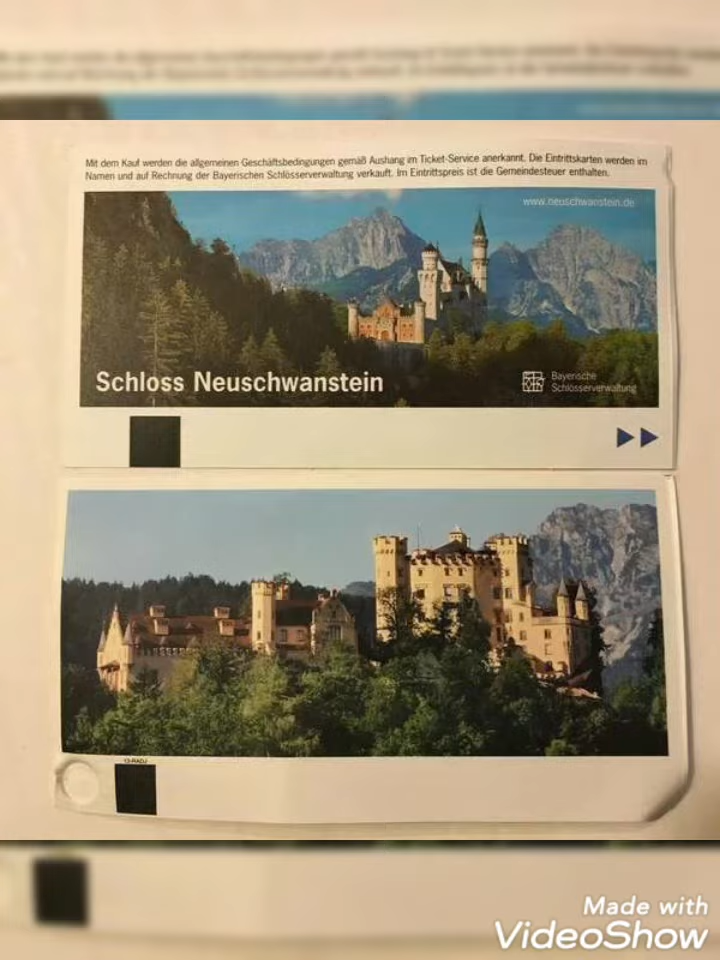 Mit dem Kauf werden die allgemeinen Geschäftsbedingungen gemäß Aushang im Ticket-Service anerkannt. Die Eintrittskarten werden im
Namen und auf Rechnung der Bayerischen Schlösserverwaltung verkauft. Im Eintrittspreis ist die Gemeindesteuer enthalten.
www.neuschwanstein.de
Schloss Neuschwanstein
Bayerische
Schlösserverwaltung
13-RADJ
Made with
VideoShow